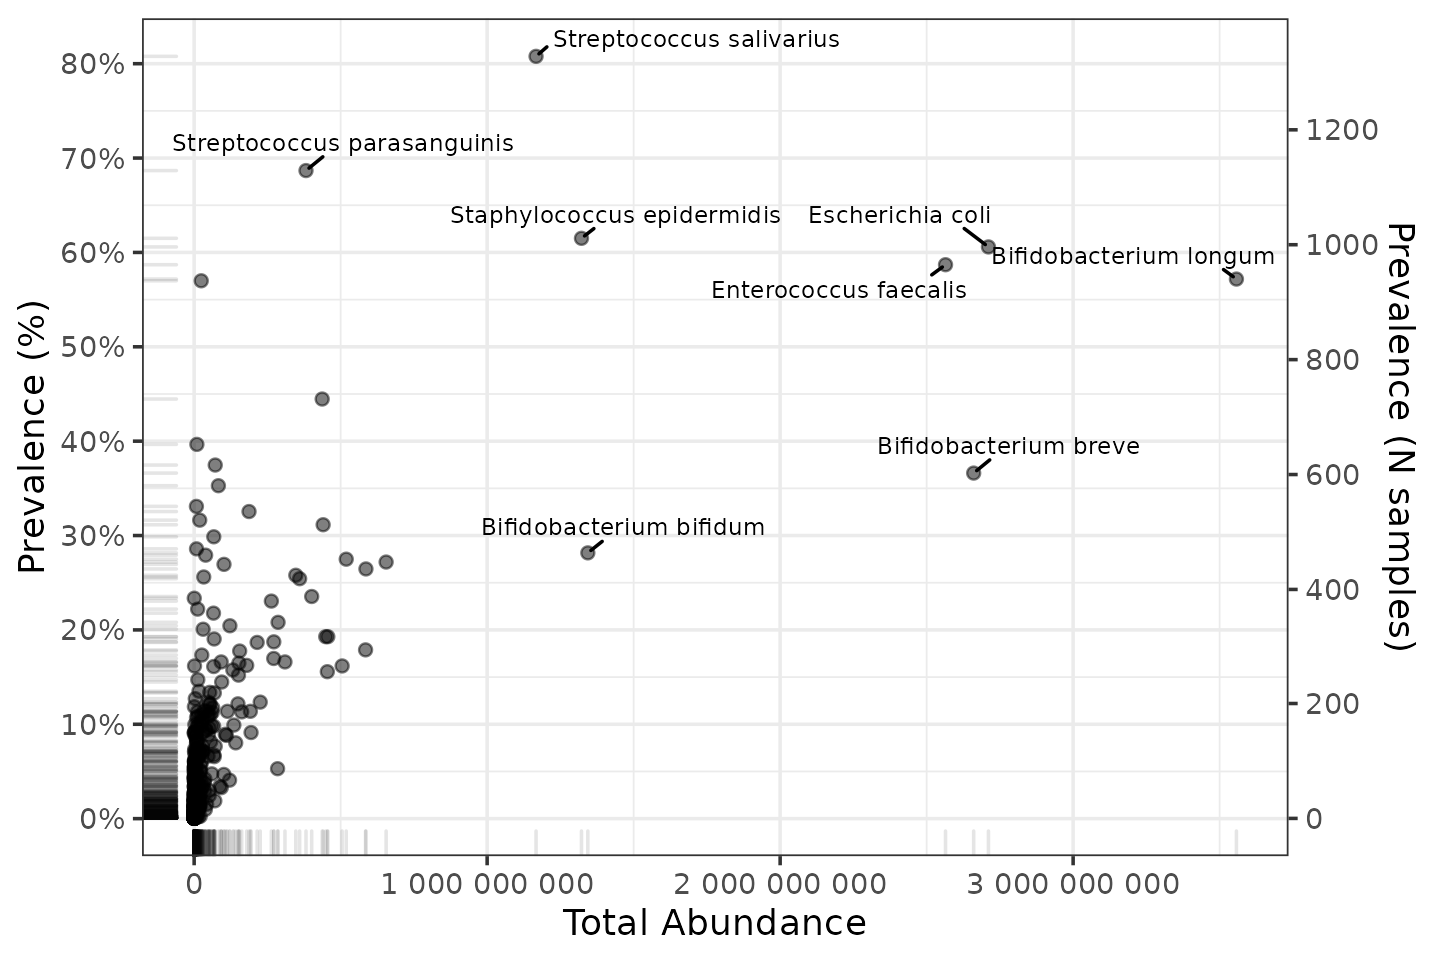 Streptococcus salivarius
80%
1200
Streptococcus parasanguinis
70%
Staphylococcus epidermidis
Escherichia coli
60%
1000
Bifidobacterium longum
Enterococcus faecalis
50%
800
40%
Bifidobacterium breve
600
Bifidobacterium bifidum
30%
400
20%
200
10%
0%
0
Prevalence (%)
Prevalence (N samples)
0 1 000 000 000 2 000 000 000 3 000 000 000
Total Abundance